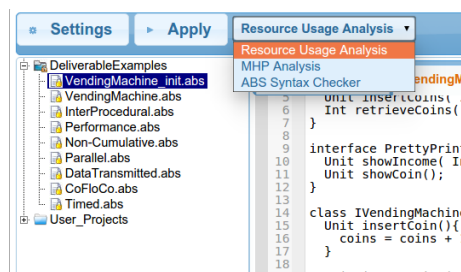 Settings
Apply
Resource Usage Analysis
Resource Usage Analysis
MHP Analysis
ABS Syntax Checker
DeliverableExamples
VendingMachine_init.abs
VendingMachine.abs
InterProcedural.abs
Performance.abs
Non-Cumulative.abs
Parallel.abs
DataTransmitted.abs
CoFloCo.abs
Timed.abs
User_Projects
5 Unit insertCoins(
6 Int retrieveCoins(
7 }
8
9 interface PrettyPrint
10 Unit showIncome( In
11 Unit showCoin();
12 }
13
14 class IVendingMachin
15 Unit insertCoin(){
16 coins = coins +
17 }
18